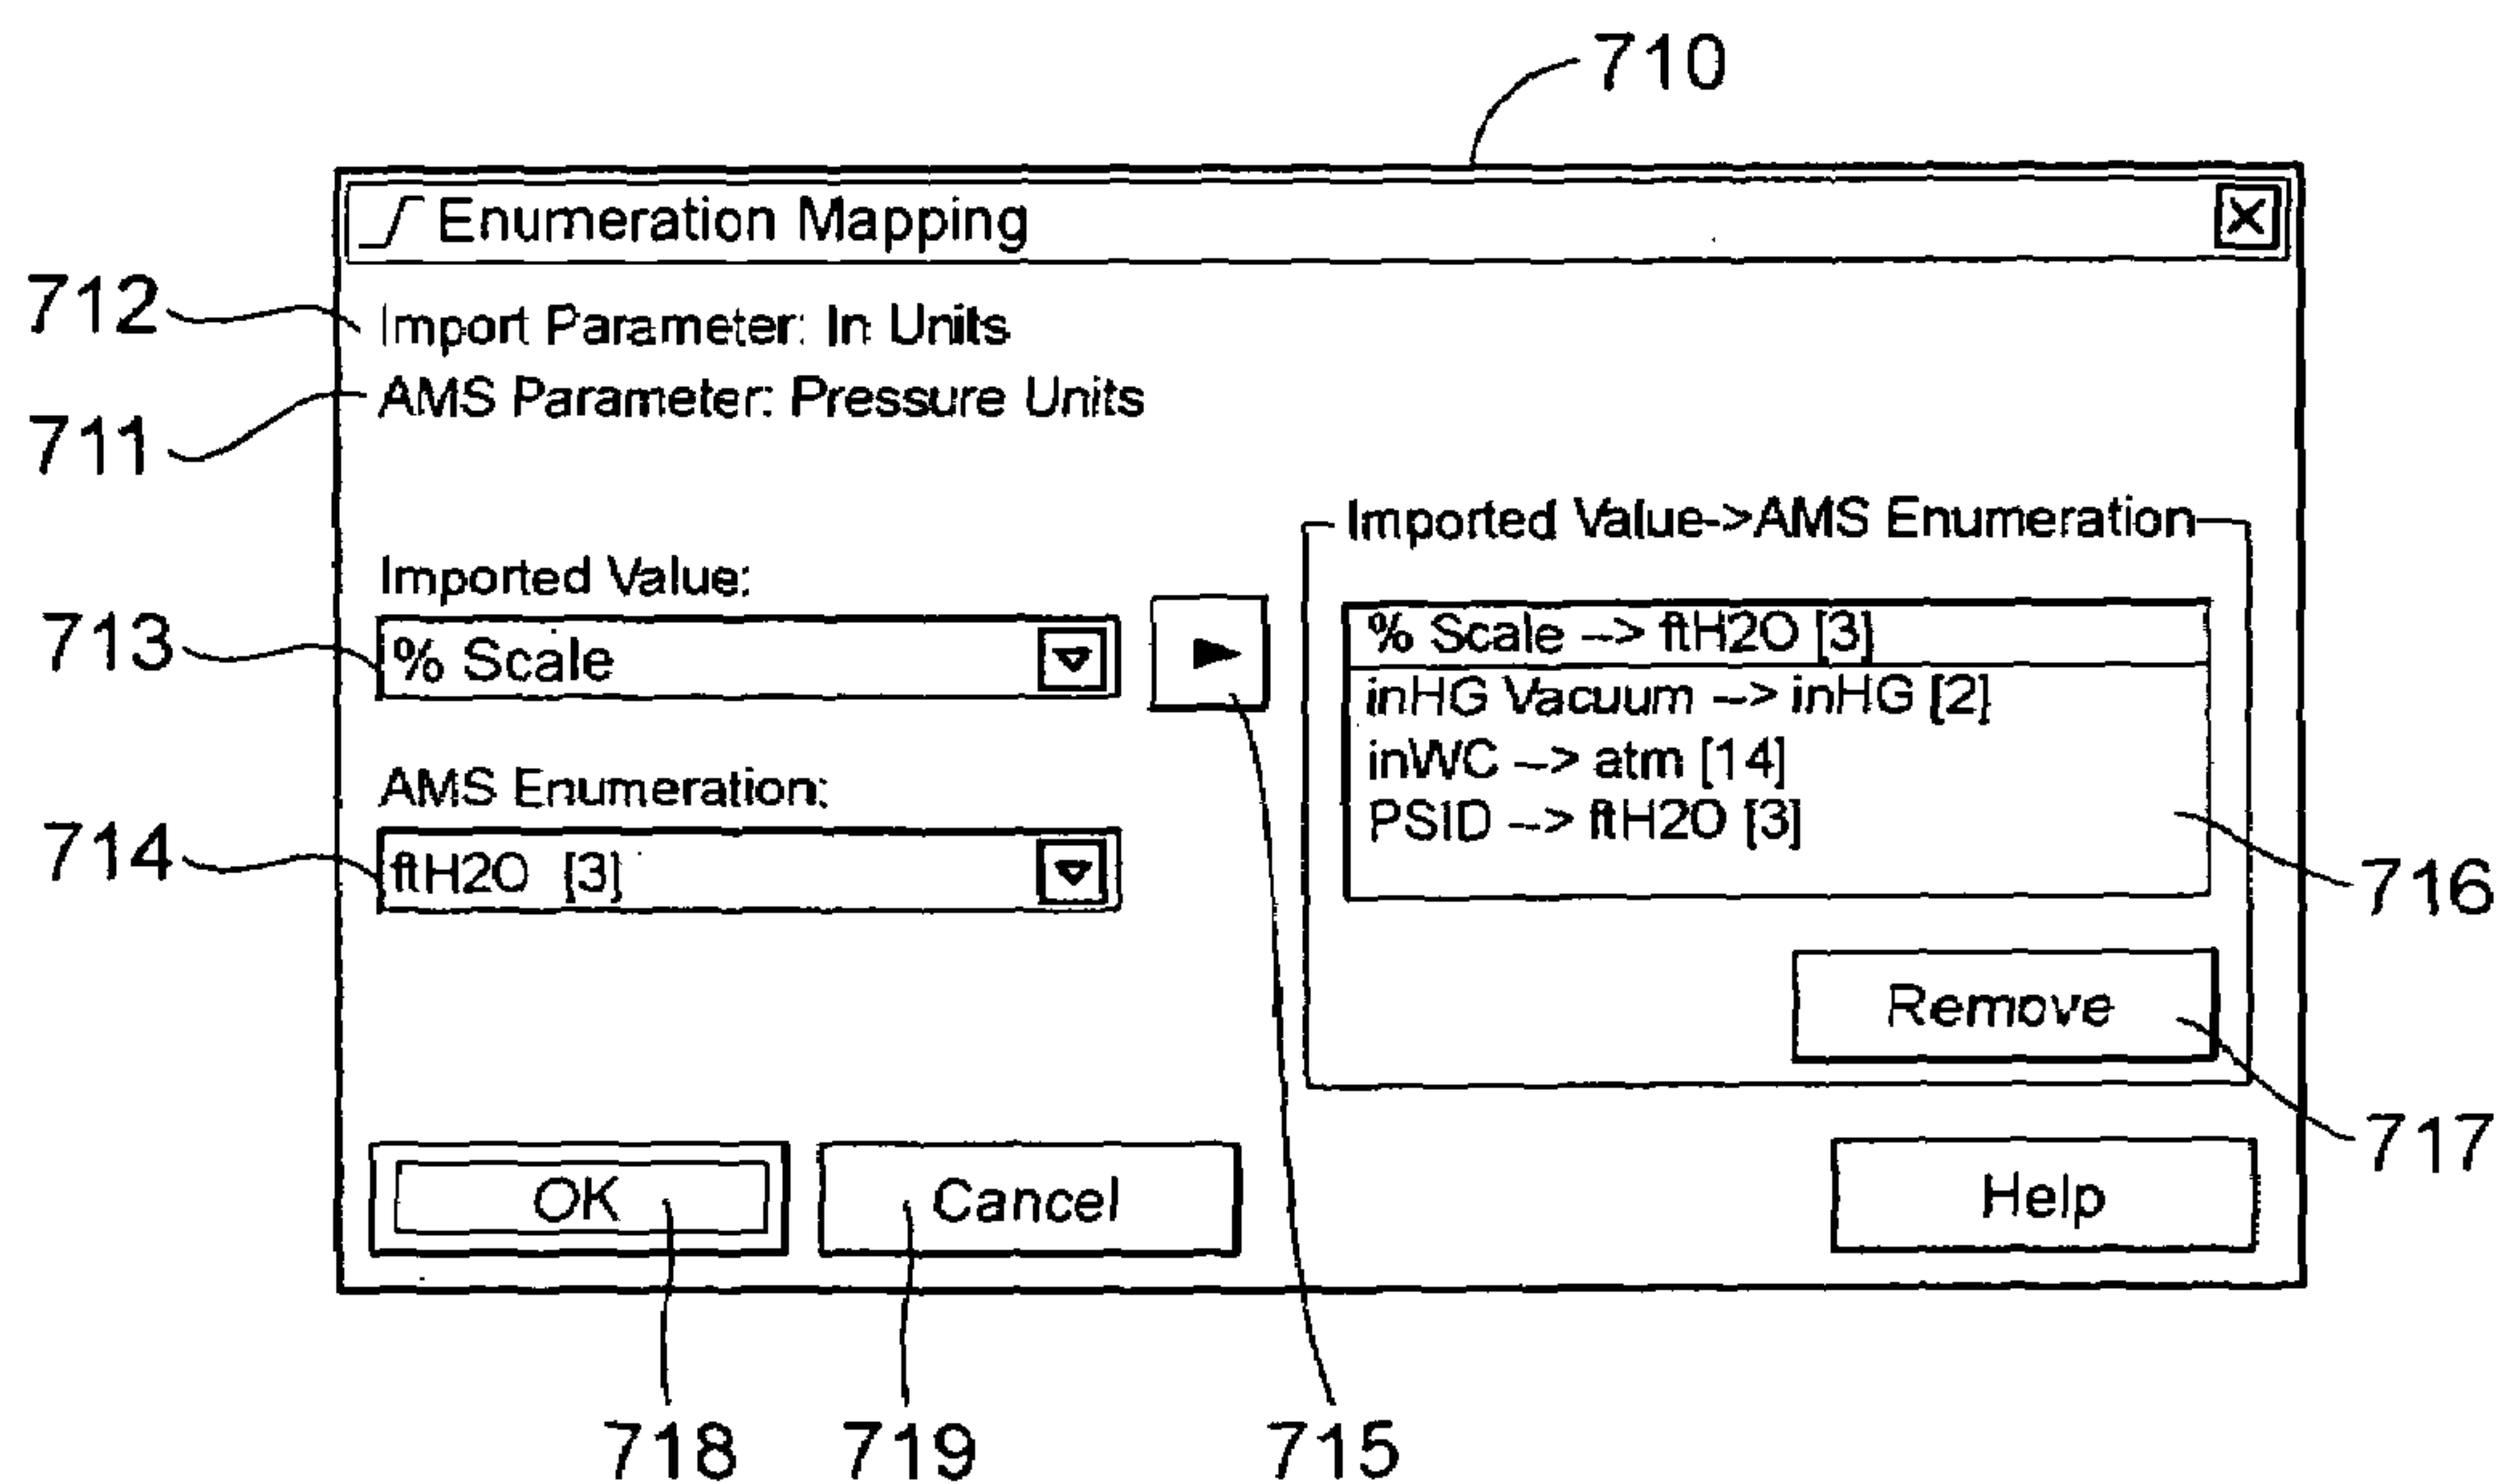 710
Enumeration Mapping
712
Import Parameter: In Units
AMS Parameter: Pressure Units
711
Imported Value:
713
% Scale
AMS Enumeration:
714
ftH2O [3]
Imported Value->AMS Enumeration
% Scale --> ftH2O [3]
inHG Vacuum --> inHG [2]
inWC --> atm [14]
PSID --> ftH2O [3]
716
Remove
717
OK
Cancel
Help
718
719
715